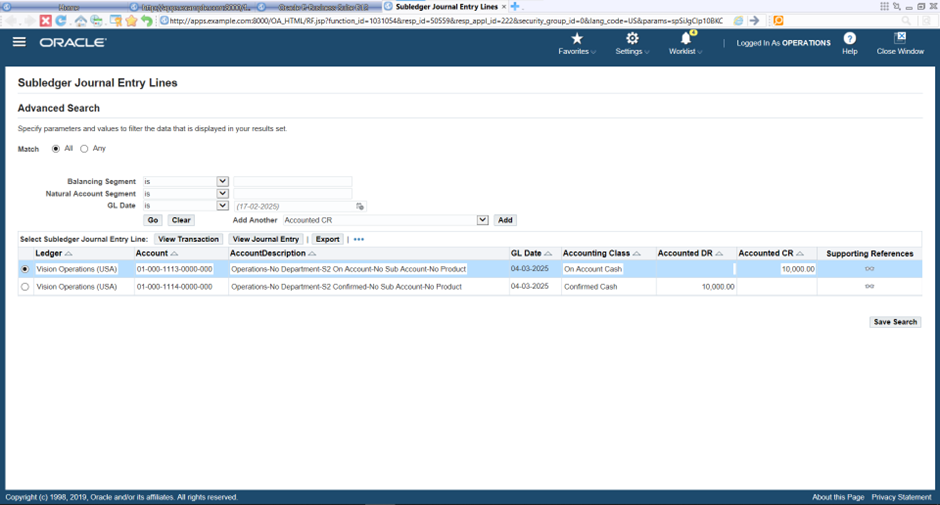 Home
Subledger Journal Entry Lines
http://apps.example.com:8000/OA_HTML/RF.jsp?function_id=1031054&resp_id=50559&resp_appl_id=222&security_group_id=0&lang_code=US&params=
ORACLE
Favorites
Settings
Worklist
4
Logged In As OPERATIONS
Help
Close Window
Subledger Journal Entry Lines
Advanced Search
Specify parameters and values to filter the data that is displayed in your results set.
Match All Any
Balancing Segment is
Natural Account Segment is
GL Date is (17-02-2025)
Go Clear Add Another Accounted CR Add
Select Subledger Journal Entry Line: View Transaction View Journal Entry | Export | •••
Ledger Account AccountDescription GL Date Accounting Class Accounted DR Accounted CR Supporting References
Vision Operations (USA) 01-000-1113-0000-000 Operations-No Department-S2 On Account-No Sub Account-No Product 04-03-2025 On Account Cash 10,000.00
Vision Operations (USA) 01-000-1114-0000-000 Operations-No Department-S2 Confirmed-No Sub Account-No Product 04-03-2025 Confirmed Cash 10,000.00
Save Search
Copyright (c) 1998, 2019, Oracle and/or its affiliates. All rights reserved. About this Page Privacy Statement